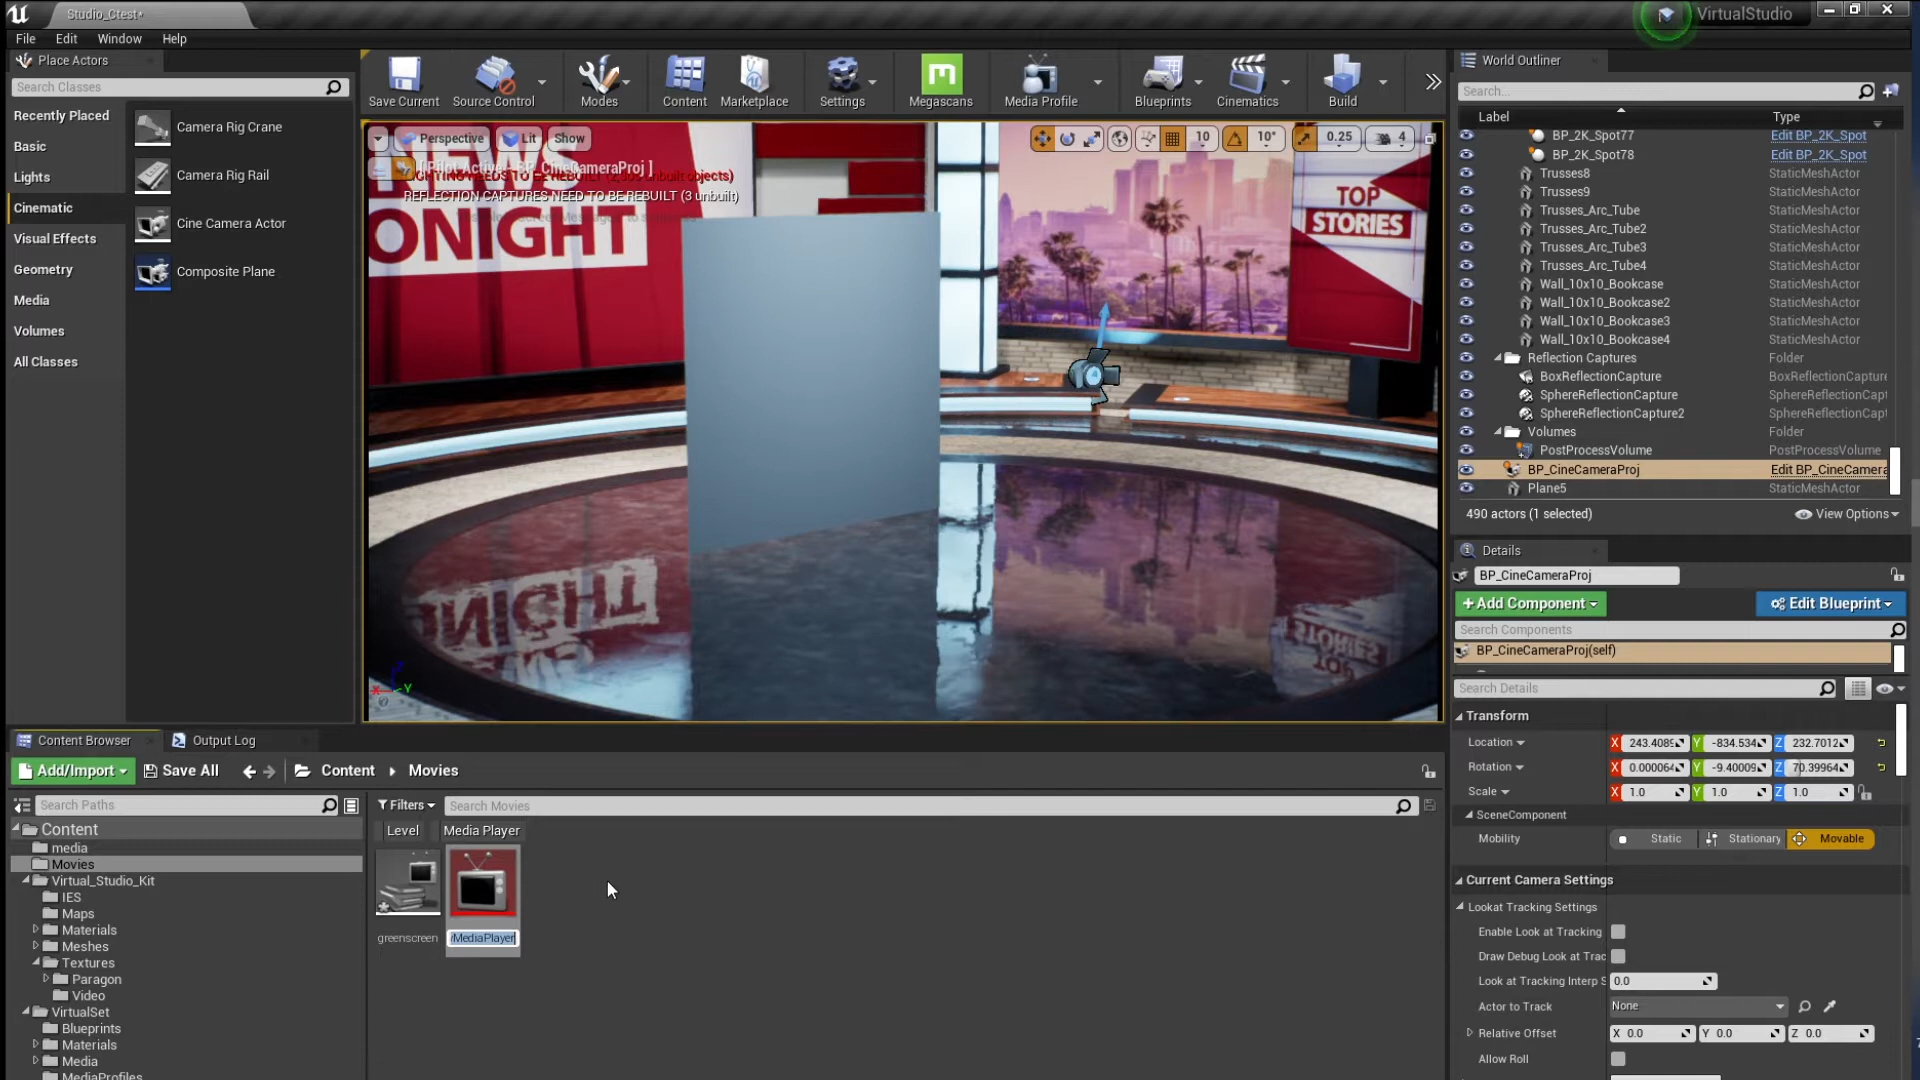 Studio_Ctest*
VirtualStudio
File Edit Window Help
Place Actors
Search Classes
Recently Placed
Basic
Lights
Cinematic
Visual Effects
Geometry
Media
Volumes
All Classes
Camera Rig Crane
Camera Rig Rail
Cine Camera Actor
Composite Plane
Save Current
Source Control
Modes
Content
Marketplace
Settings
Megascans
Media Profile
Blueprints
Cinematics
Build
Perspective
Lit
Show
10
10°
0.25
4
[ Pilot Active - BP_CineCameraProj ]
REFLECTION CAPTURES NEED TO BE REBUILT (3 unbuilt)
NEWS
ONIGHT
TOP
STORIES
World Outliner
Search...
Label Type
BP_2K_Spot77 Edit BP_2K_Spot
BP_2K_Spot78 Edit BP_2K_Spot
Trusses8 StaticMeshActor
Trusses9 StaticMeshActor
Trusses_Arc_Tube StaticMeshActor
Trusses_Arc_Tube2 StaticMeshActor
Trusses_Arc_Tube3 StaticMeshActor
Trusses_Arc_Tube4 StaticMeshActor
Wall_10x10_Bookcase StaticMeshActor
Wall_10x10_Bookcase2 StaticMeshActor
Wall_10x10_Bookcase3 StaticMeshActor
Wall_10x10_Bookcase4 StaticMeshActor
Reflection Captures Folder
BoxReflectionCapture BoxReflectionCapture
SphereReflectionCapture SphereReflectionCapt
SphereReflectionCapture2 SphereReflectionCapt
Volumes Folder
PostProcessVolume PostProcessVolume
BP_CineCameraProj Edit BP_CineCamera
Plane5 StaticMeshActor
490 actors (1 selected)
View Options
Details
BP_CineCameraProj
+Add Component
Edit Blueprint
Search Components
BP_CineCameraProj(self)
Search Details
Transform
Location X 243.4089 Y -834.534 Z 232.7012
Rotation X 0.000064 Y -9.40009 Z 70.39964
Scale X 1.0 Y 1.0 Z 1.0
SceneComponent
Mobility Static Stationary Movable
Current Camera Settings
Lookat Tracking Settings
Enable Look at Tracking
Draw Debug Look at Trac
Look at Tracking Interp S 0.0
Actor to Track None
Relative Offset X 0.0 Y 0.0 Z 0.0
Allow Roll
Content Browser
Output Log
Add/Import
Save All
Content
Movies
Search Paths
Filters
Search Movies
Level
Media Player
greenscreen
MediaPlayer
Content
media
Movies
Virtual_Studio_Kit
IES
Maps
Materials
Meshes
Textures
Paragon
Video
VirtualSet
Blueprints
Materials
Media
MediaProfiles
X
Y